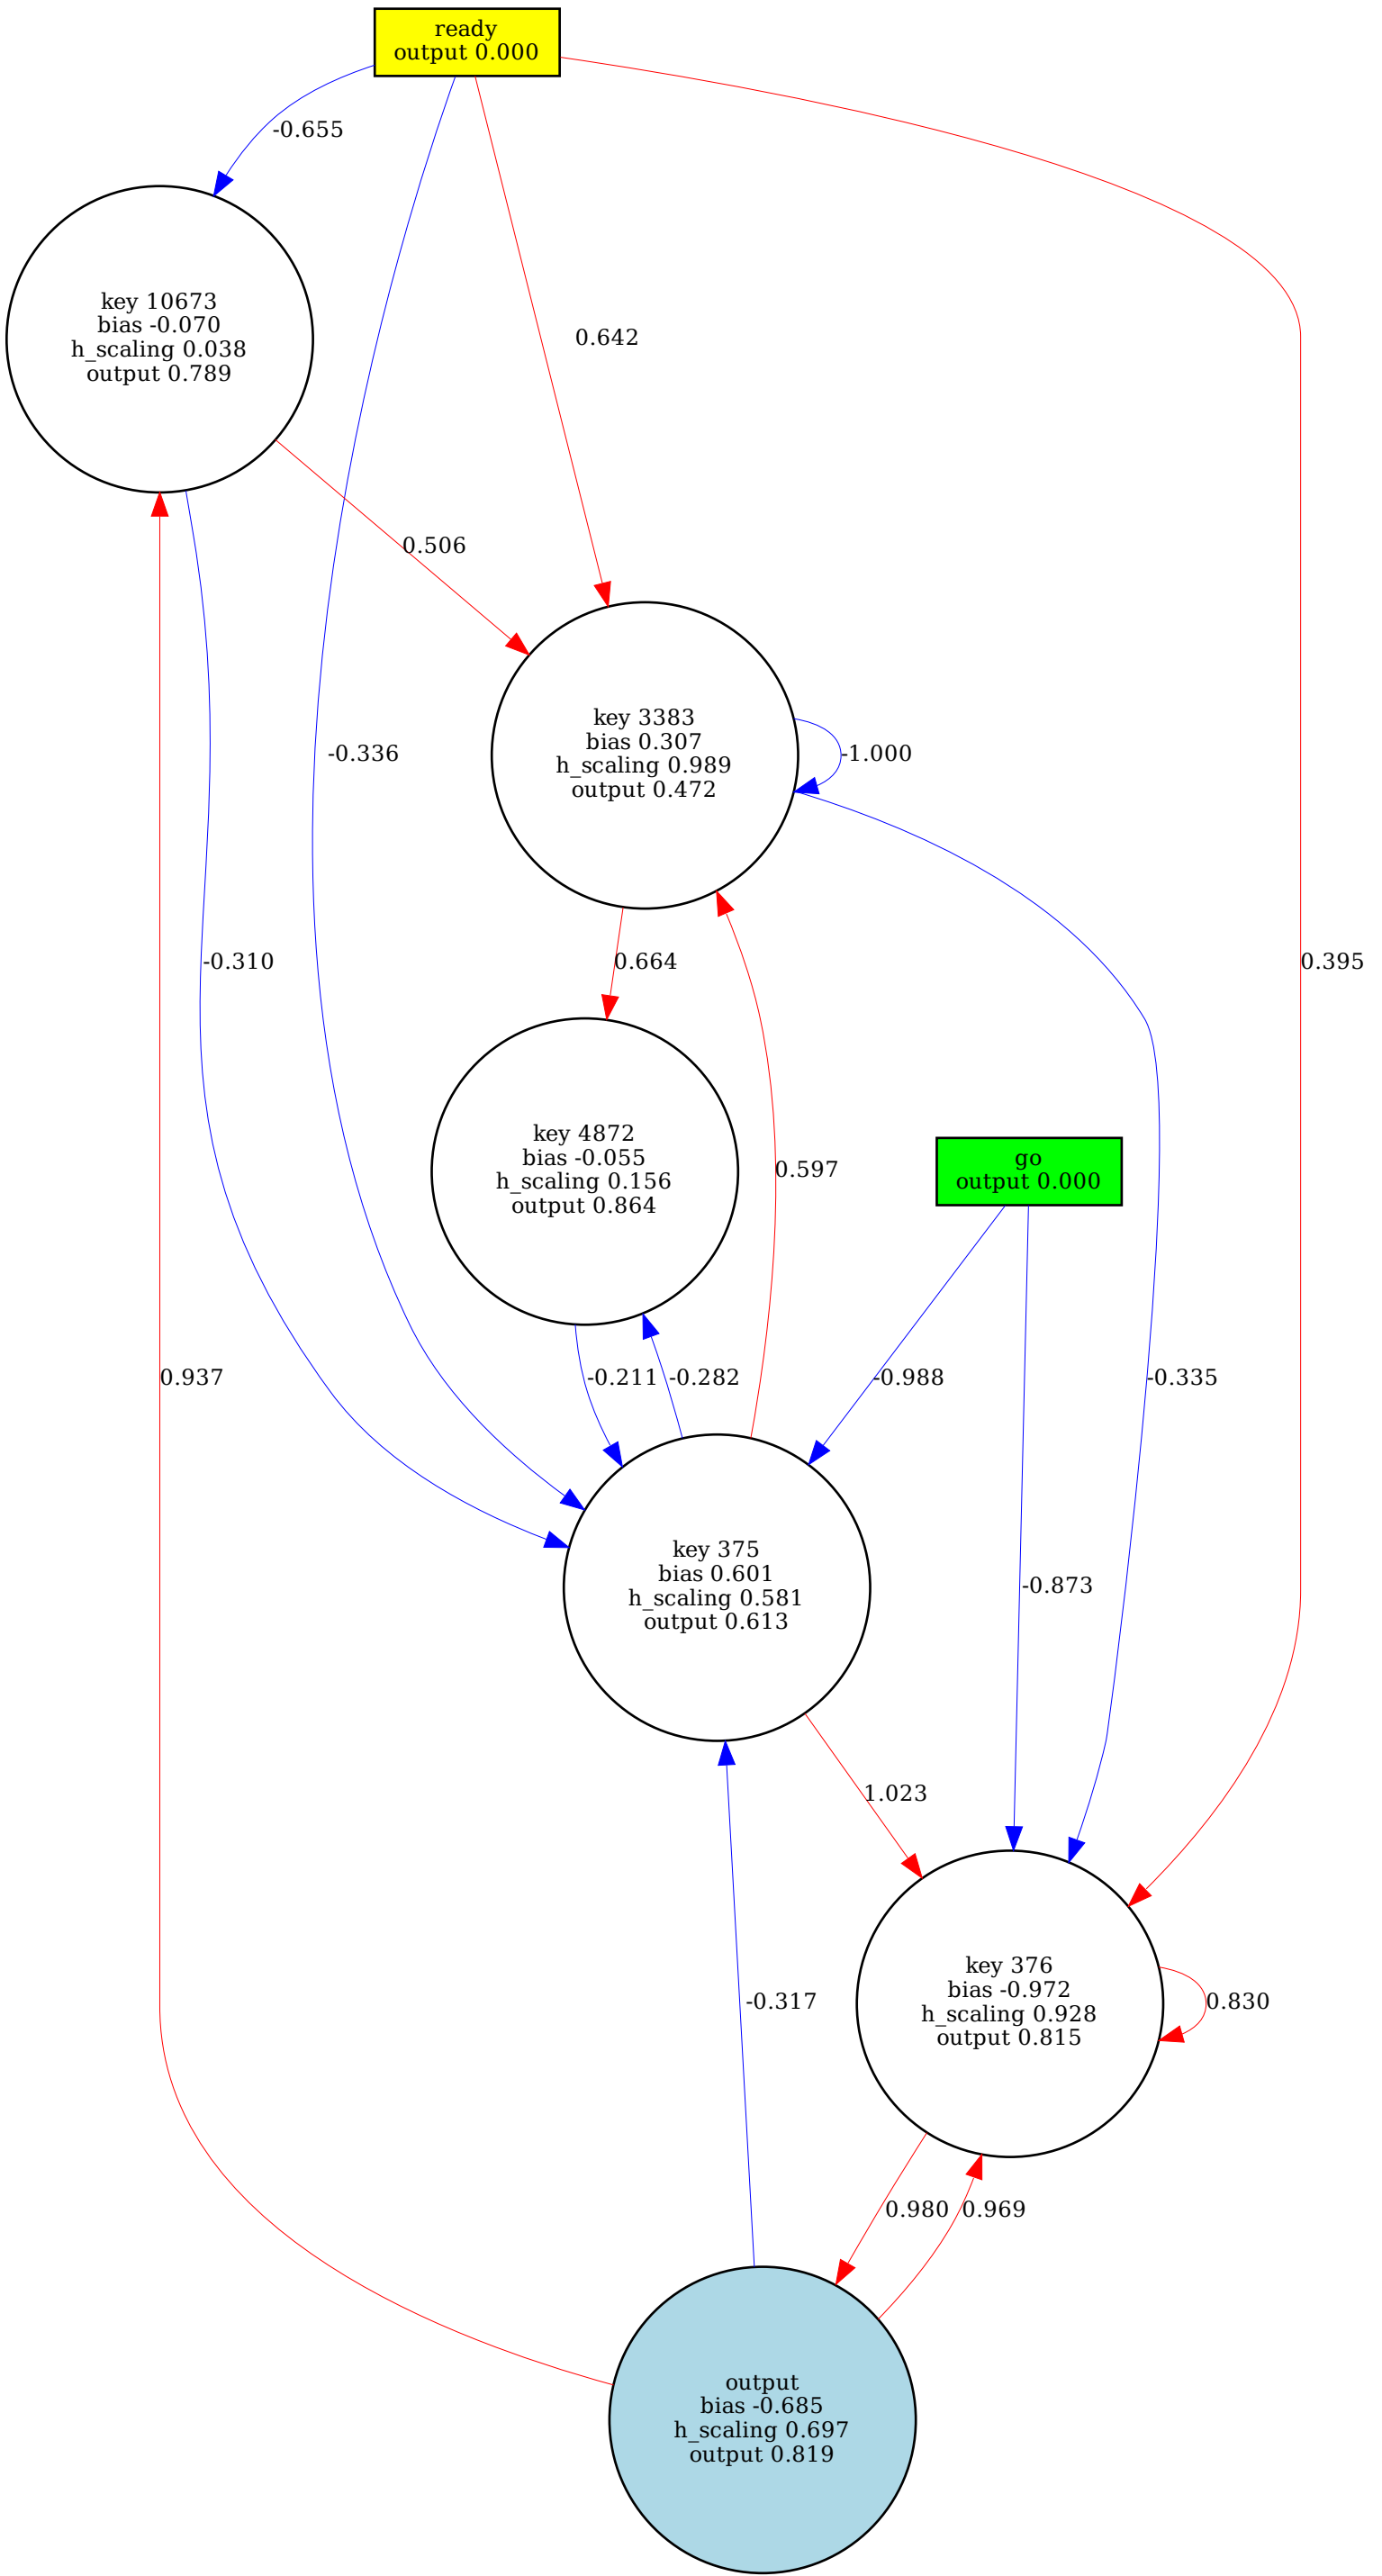 ready
output 0.000
-0.655
key 10673
bias -0.070
h_scaling 0.038
output 0.789
0.642
0.506
key 3383
bias 0.307
h_scaling 0.989
output 0.472
-0.336
-1.000
-0.310
0.664
0.395
key 4872
bias -0.055
h_scaling 0.156
output 0.864
go
output 0.000
0.597
0.937
-0.211
-0.282
-0.988
-0.335
key 375
bias 0.601
h_scaling 0.581
output 0.613
-0.873
1.023
key 376
bias -0.972
h_scaling 0.928
output 0.815
-0.317
0.830
0.980
0.969
output
bias -0.685
h_scaling 0.697
output 0.819